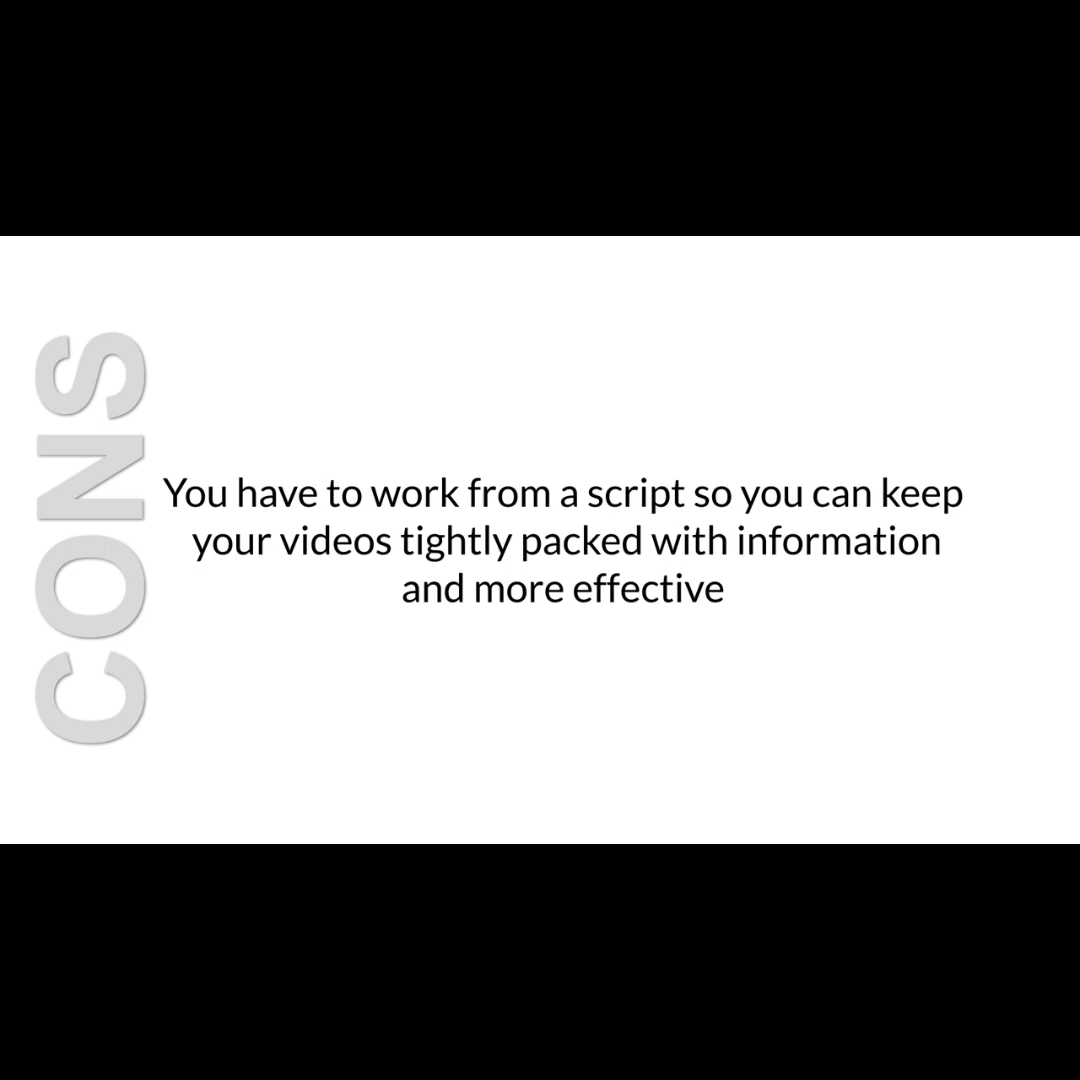 CONS
You have to work from a script so you can keep
your videos tightly packed with information
and more effective